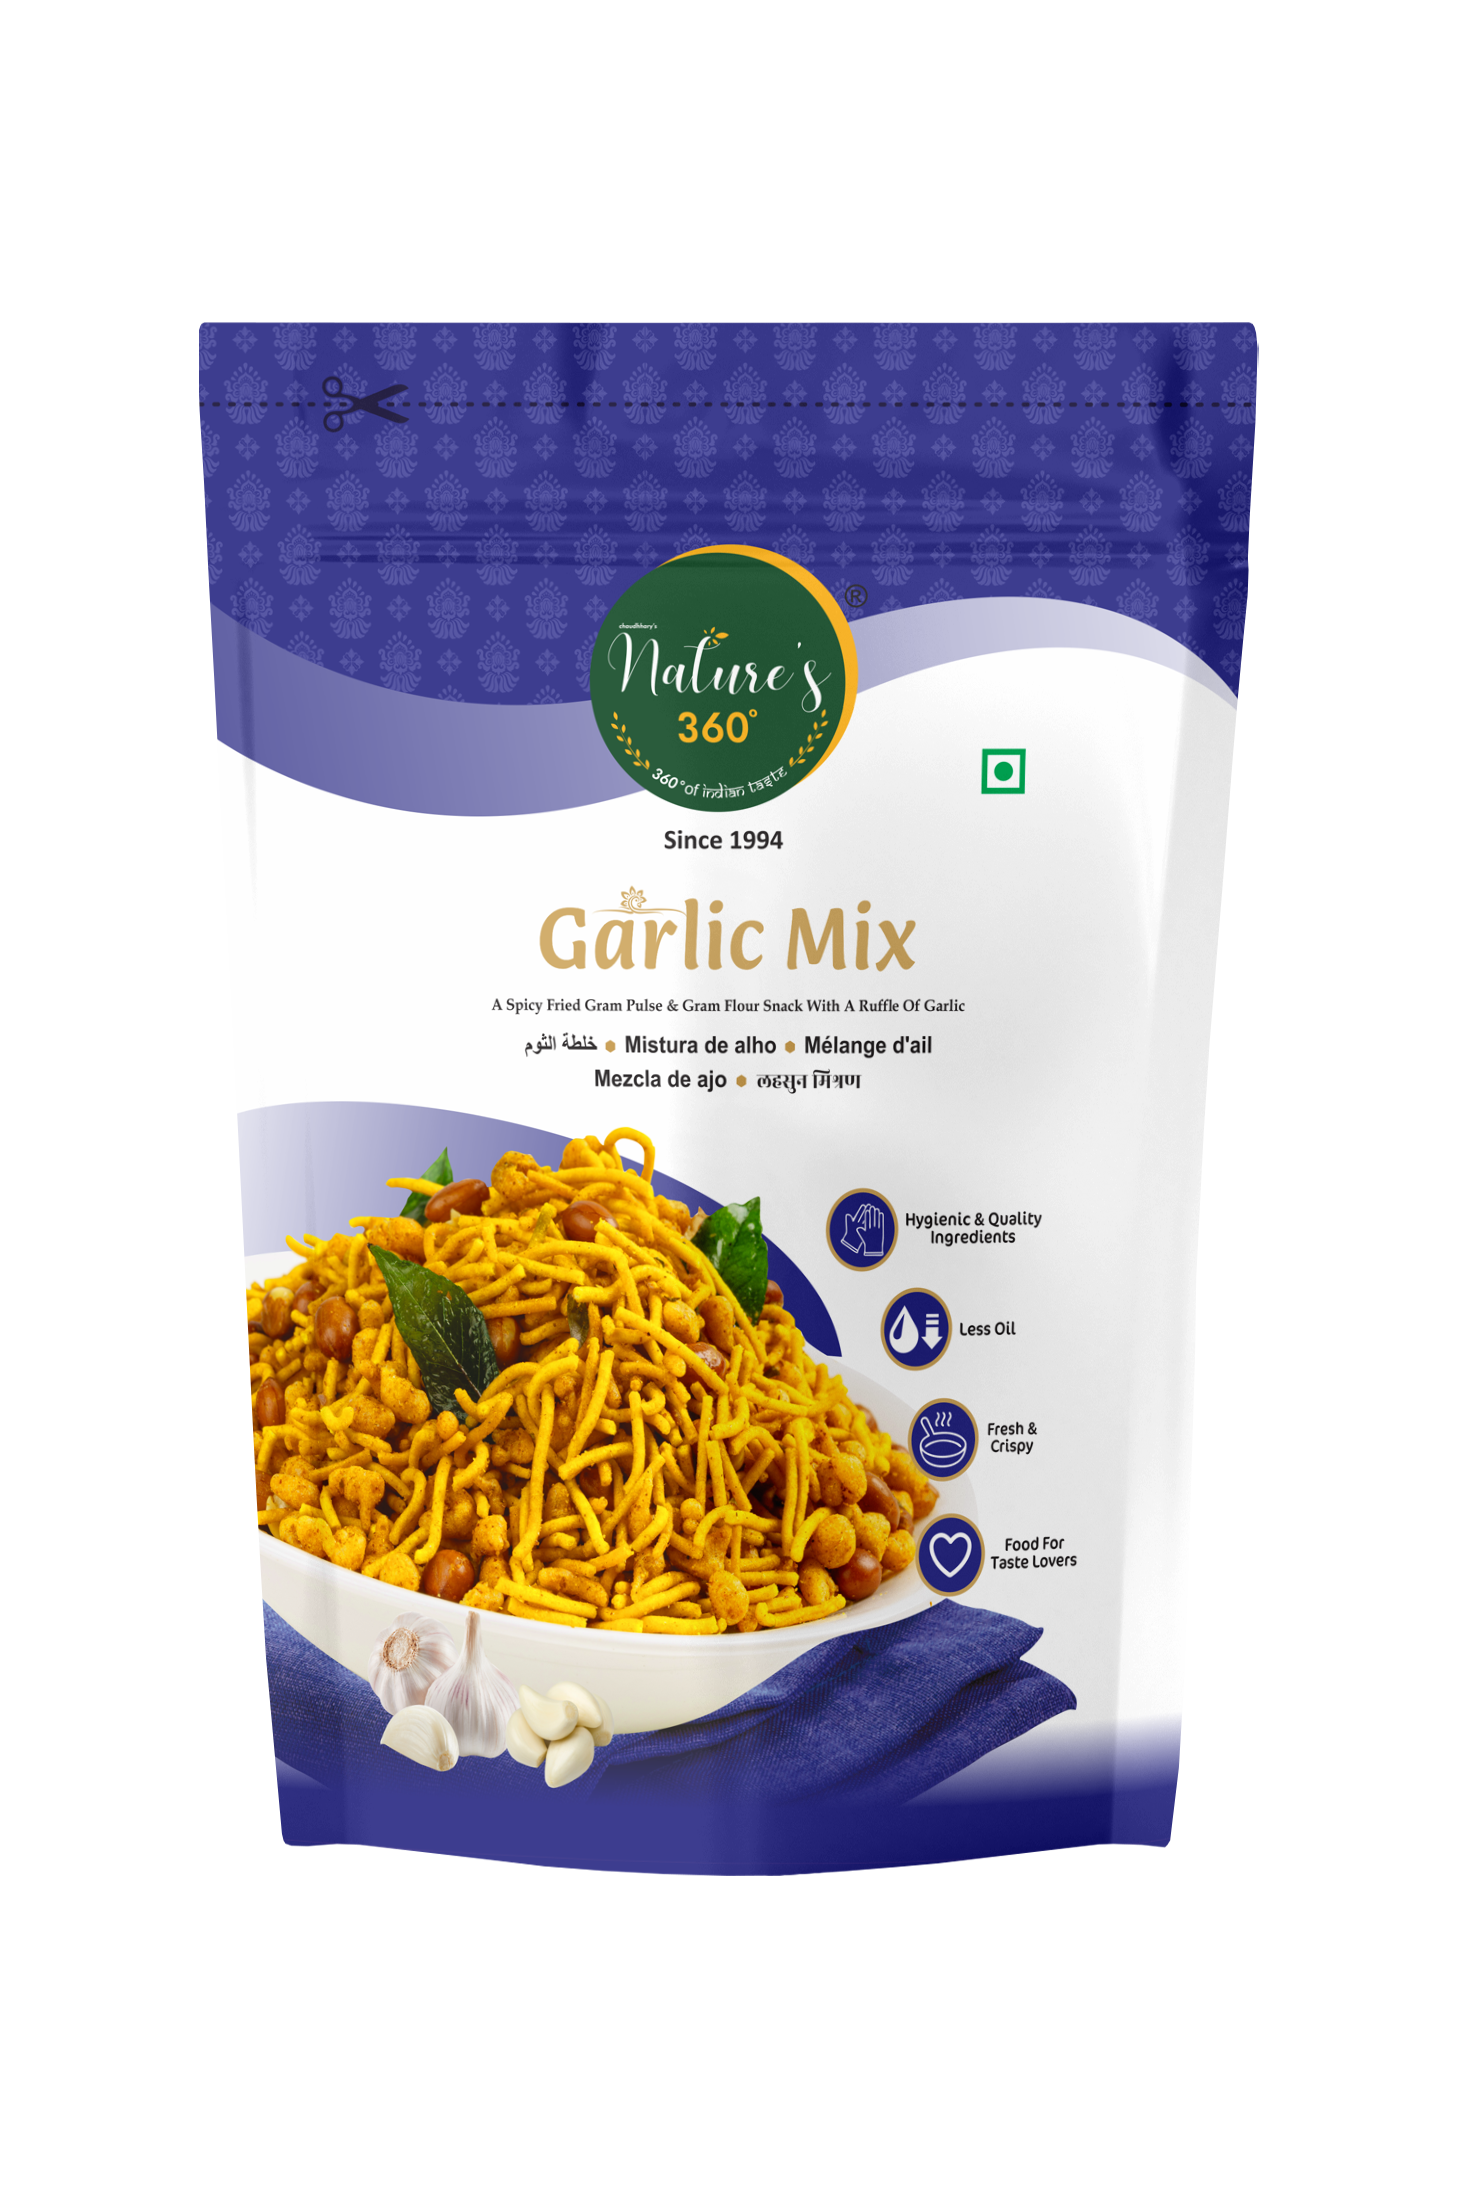 chaudhhary's
Nature's
360°
360° of indian taste
®
Since 1994
Garlic Mix
A Spicy Fried Gram Pulse & Gram Flour Snack With A Ruffle Of Garlic
خلطة الثوم • Mistura de alho • Mélange d'ail
Mezcla de ajo • लहसुन मिश्रण
Hygienic & Quality
Ingredients
Less Oil
Fresh &
Crispy
Food For
Taste Lovers